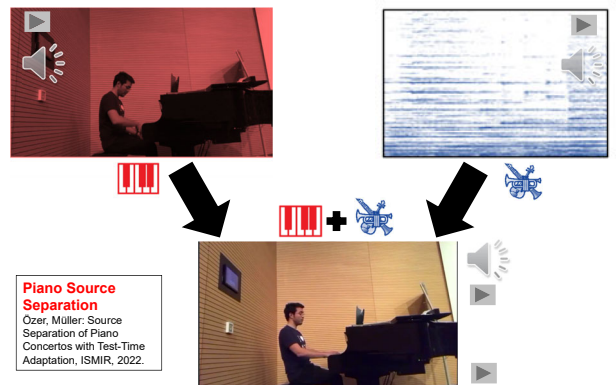 Piano Source
Separation
Özer, Müller: Source
Separation of Piano
Concertos with Test-Time
Adaptation, ISMIR, 2022.